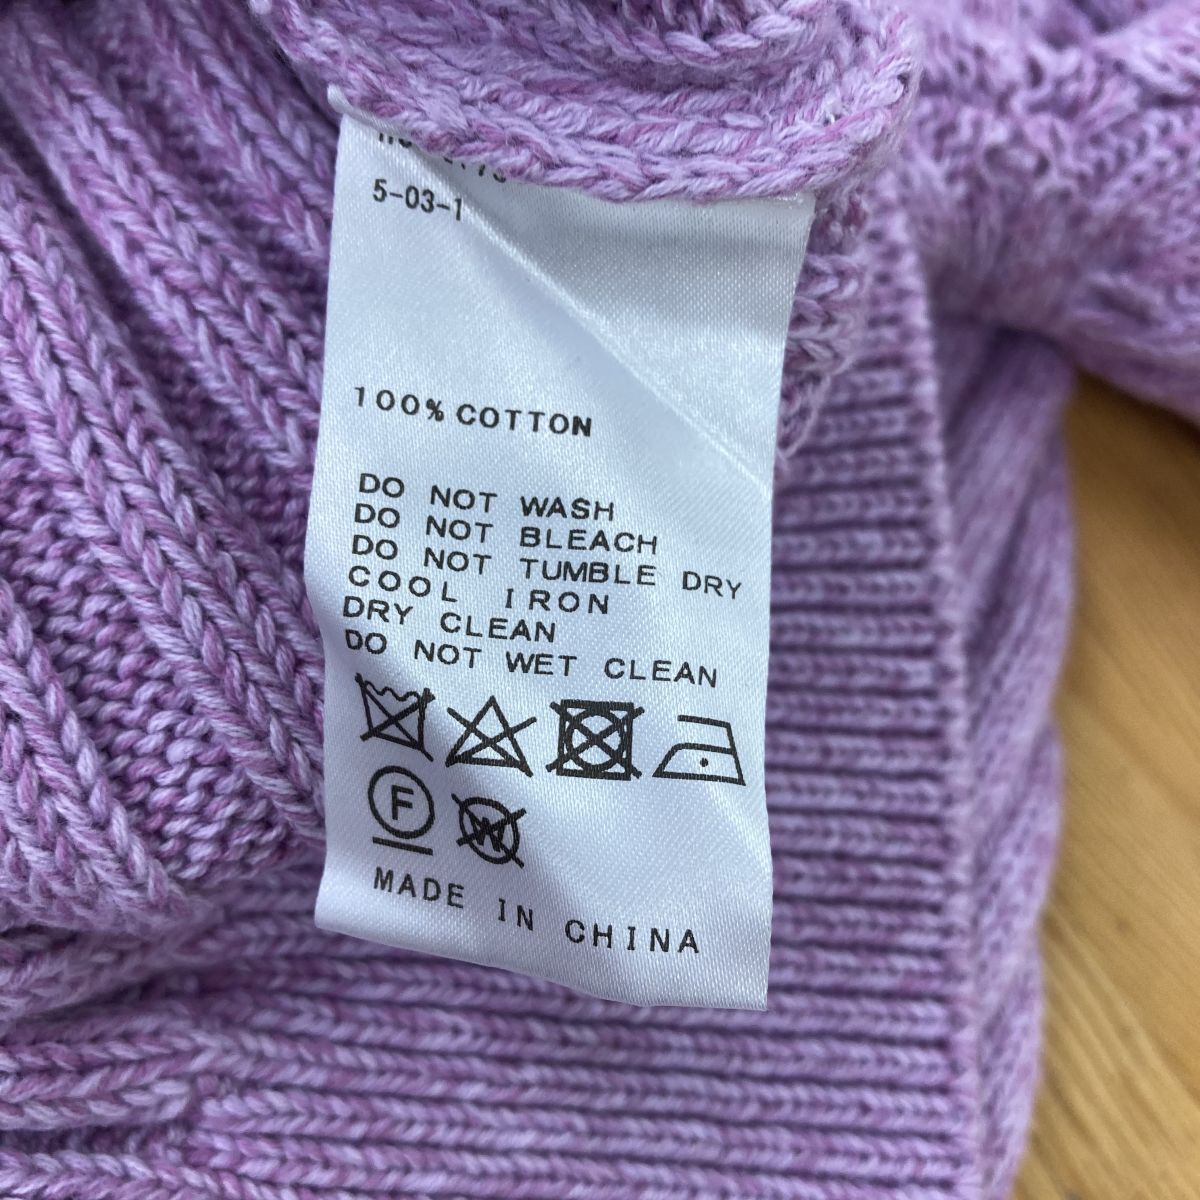 5-03-1
100% COTTON
DO NOT WASH
DO NOT BLEACH
DO NOT TUMBLE DRY
COOL IRON
DRY CLEAN
DO NOT WET CLEAN
F W
MADE IN CHINA